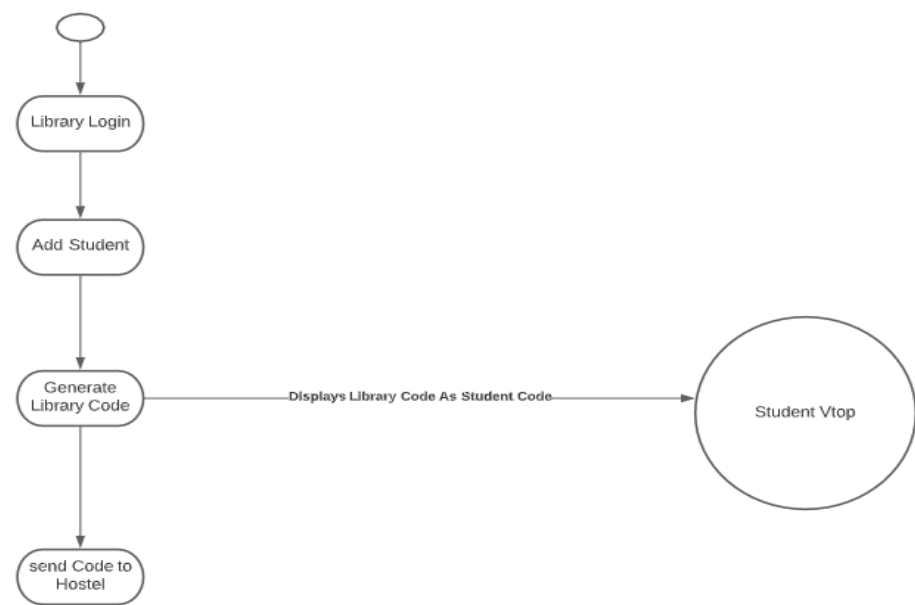 Library Login
Add Student
Generate
Library Code
Displays Library Code As Student Code
Student Vtop
send Code to
Hostel